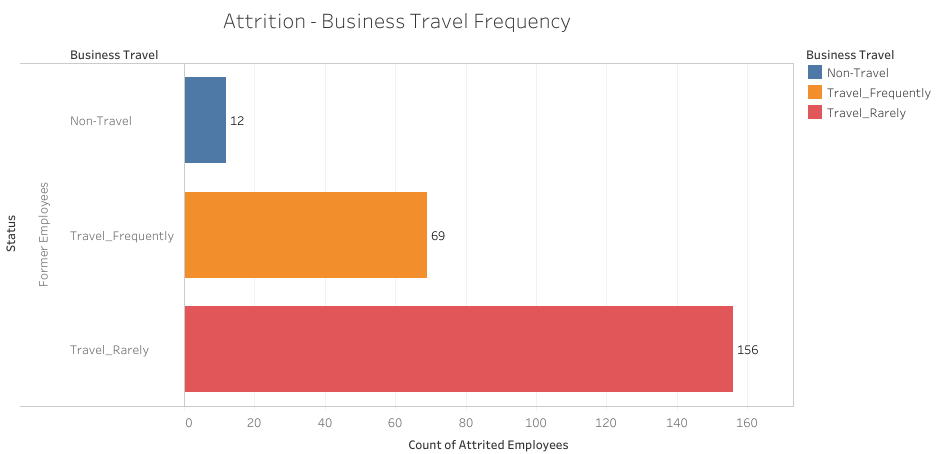 Attrition - Business Travel Frequency
Business Travel
Status
Former Employees
Non-Travel
12
Travel_Frequently
69
Travel_Rarely
156
0 20 40 60 80 100 120 140 160
Count of Attrited Employees
Business Travel
Non-Travel
Travel_Frequently
Travel_Rarely